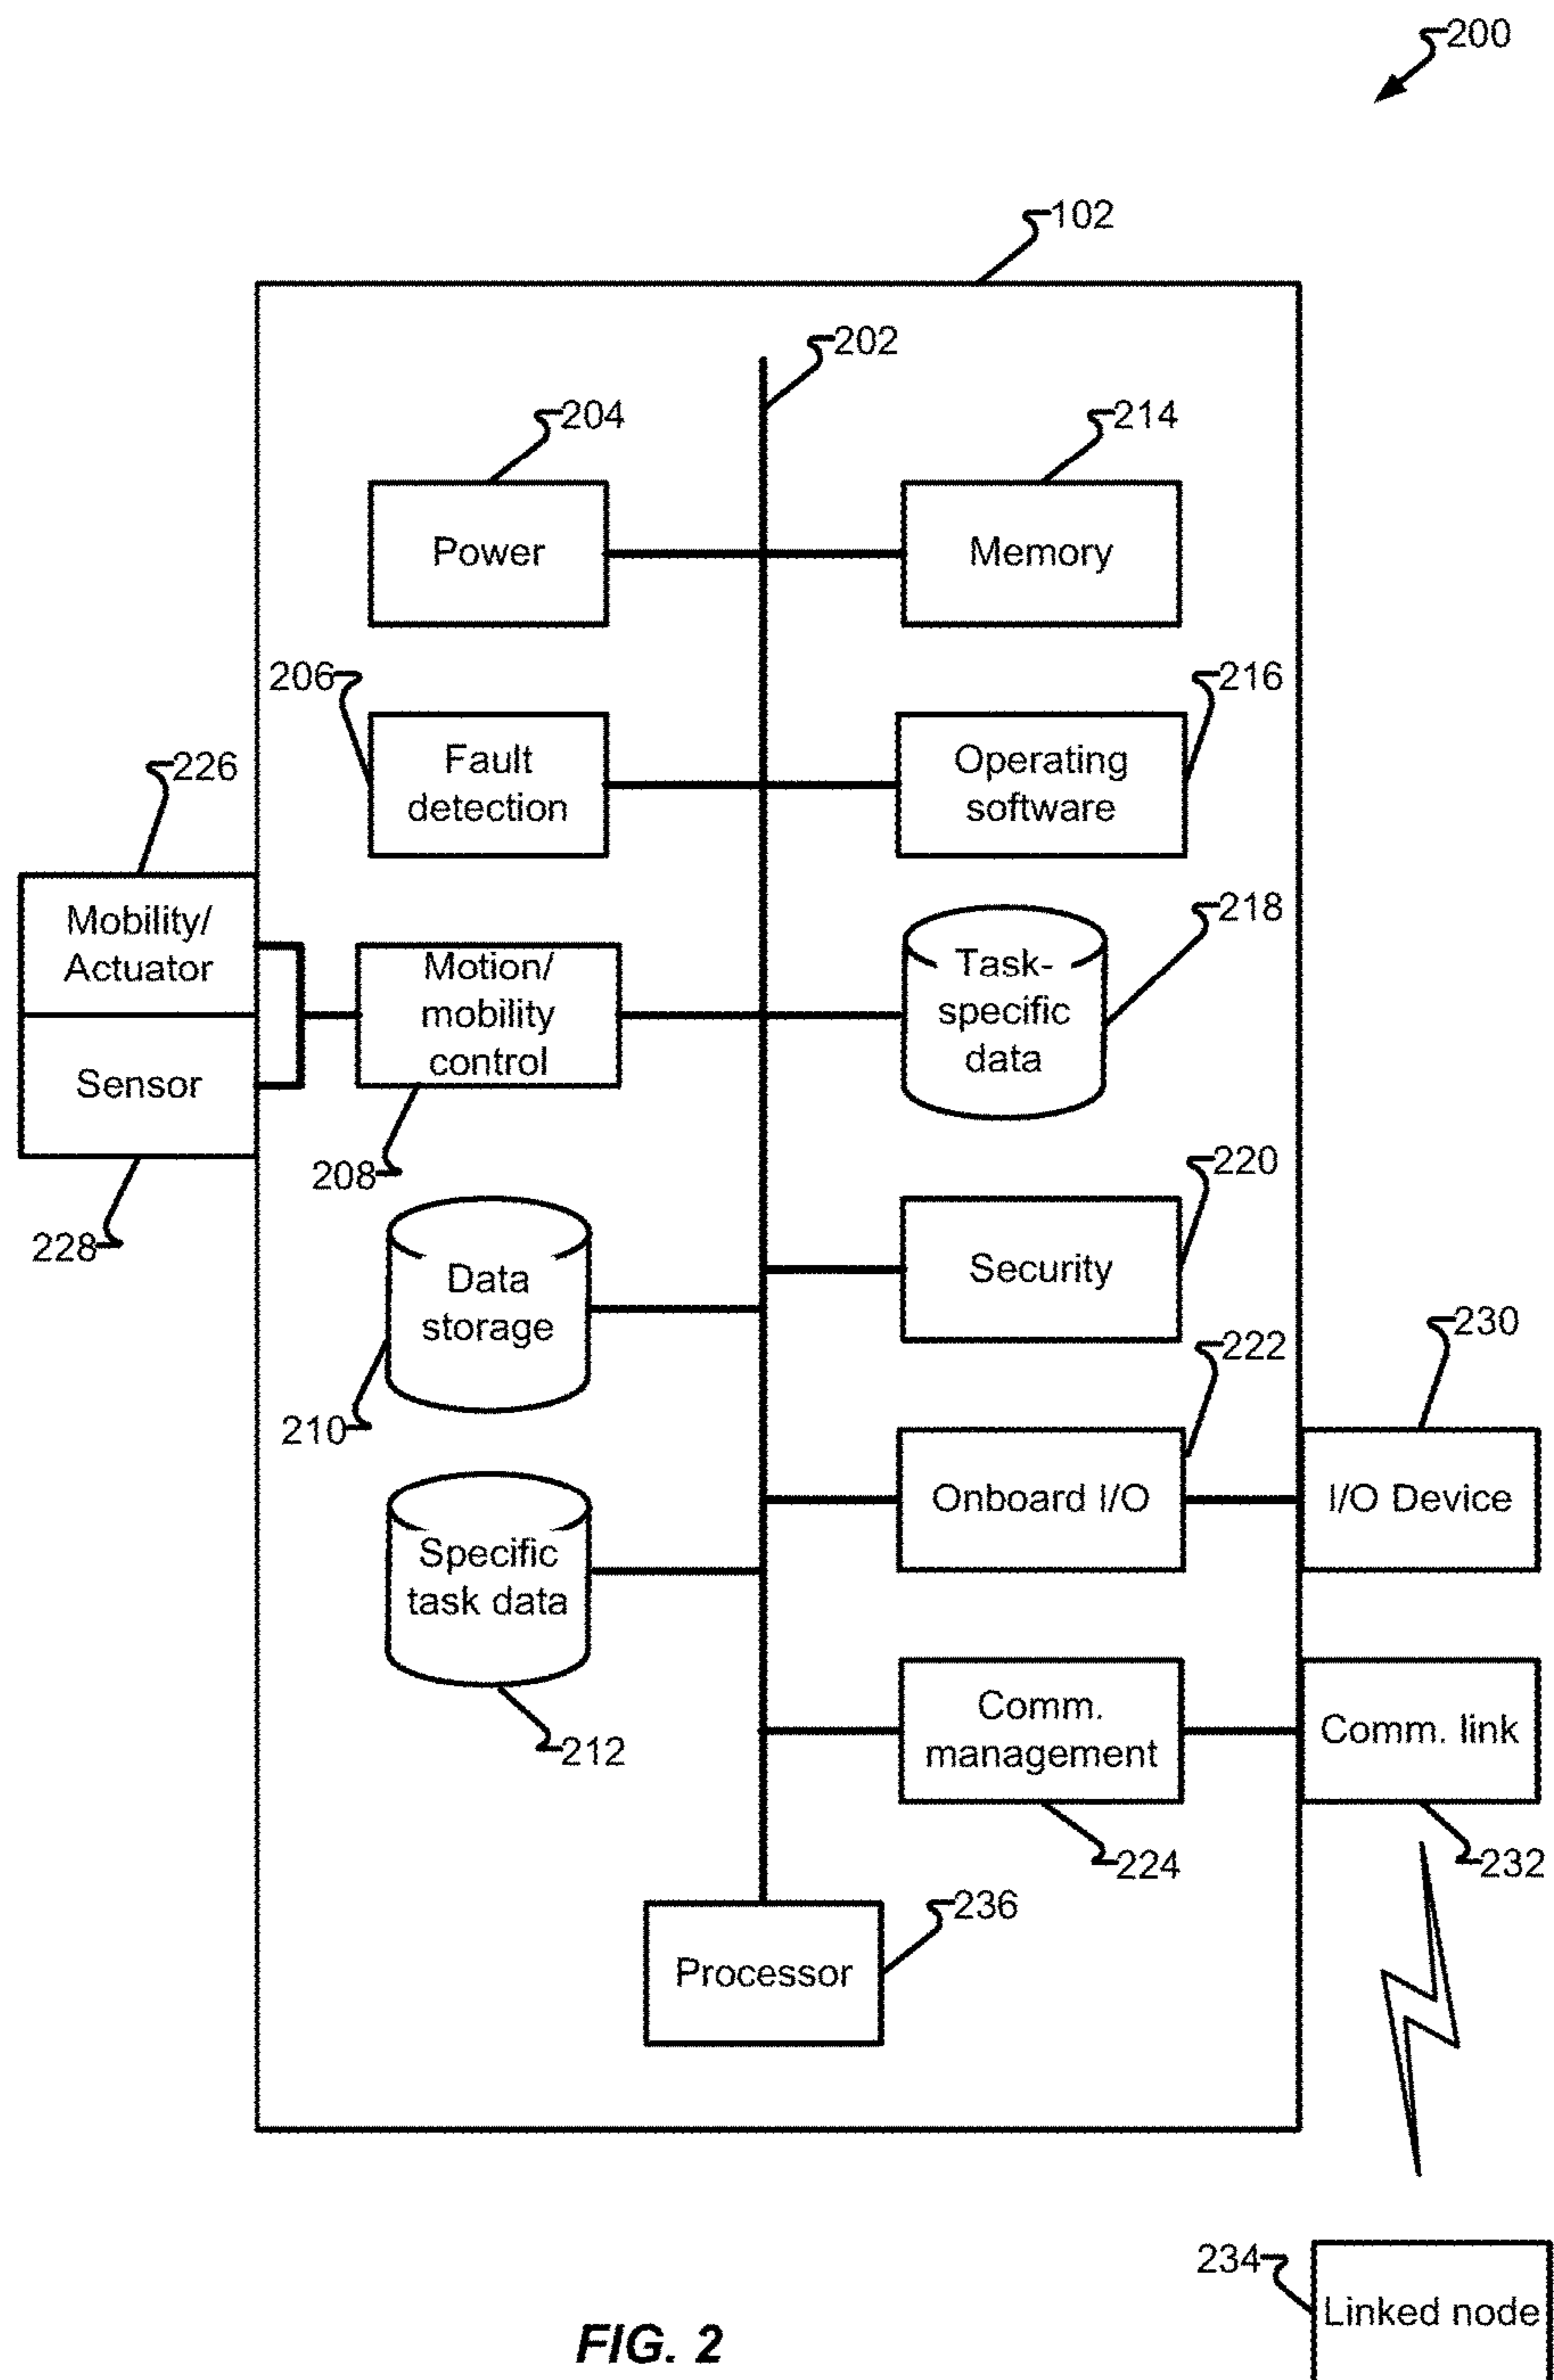 200
102
202
204
214
Power
Memory
206
216
Fault
detection
Operating
software
226
218
Mobility/
Actuator
Motion/
mobility
control
Task-
specific
data
Sensor
208
220
228
Security
Data
storage
230
222
210
Onboard I/O
I/O Device
Specific
task data
Comm.
management
Comm. link
212
224
232
236
Processor
234
Linked node
FIG. 2